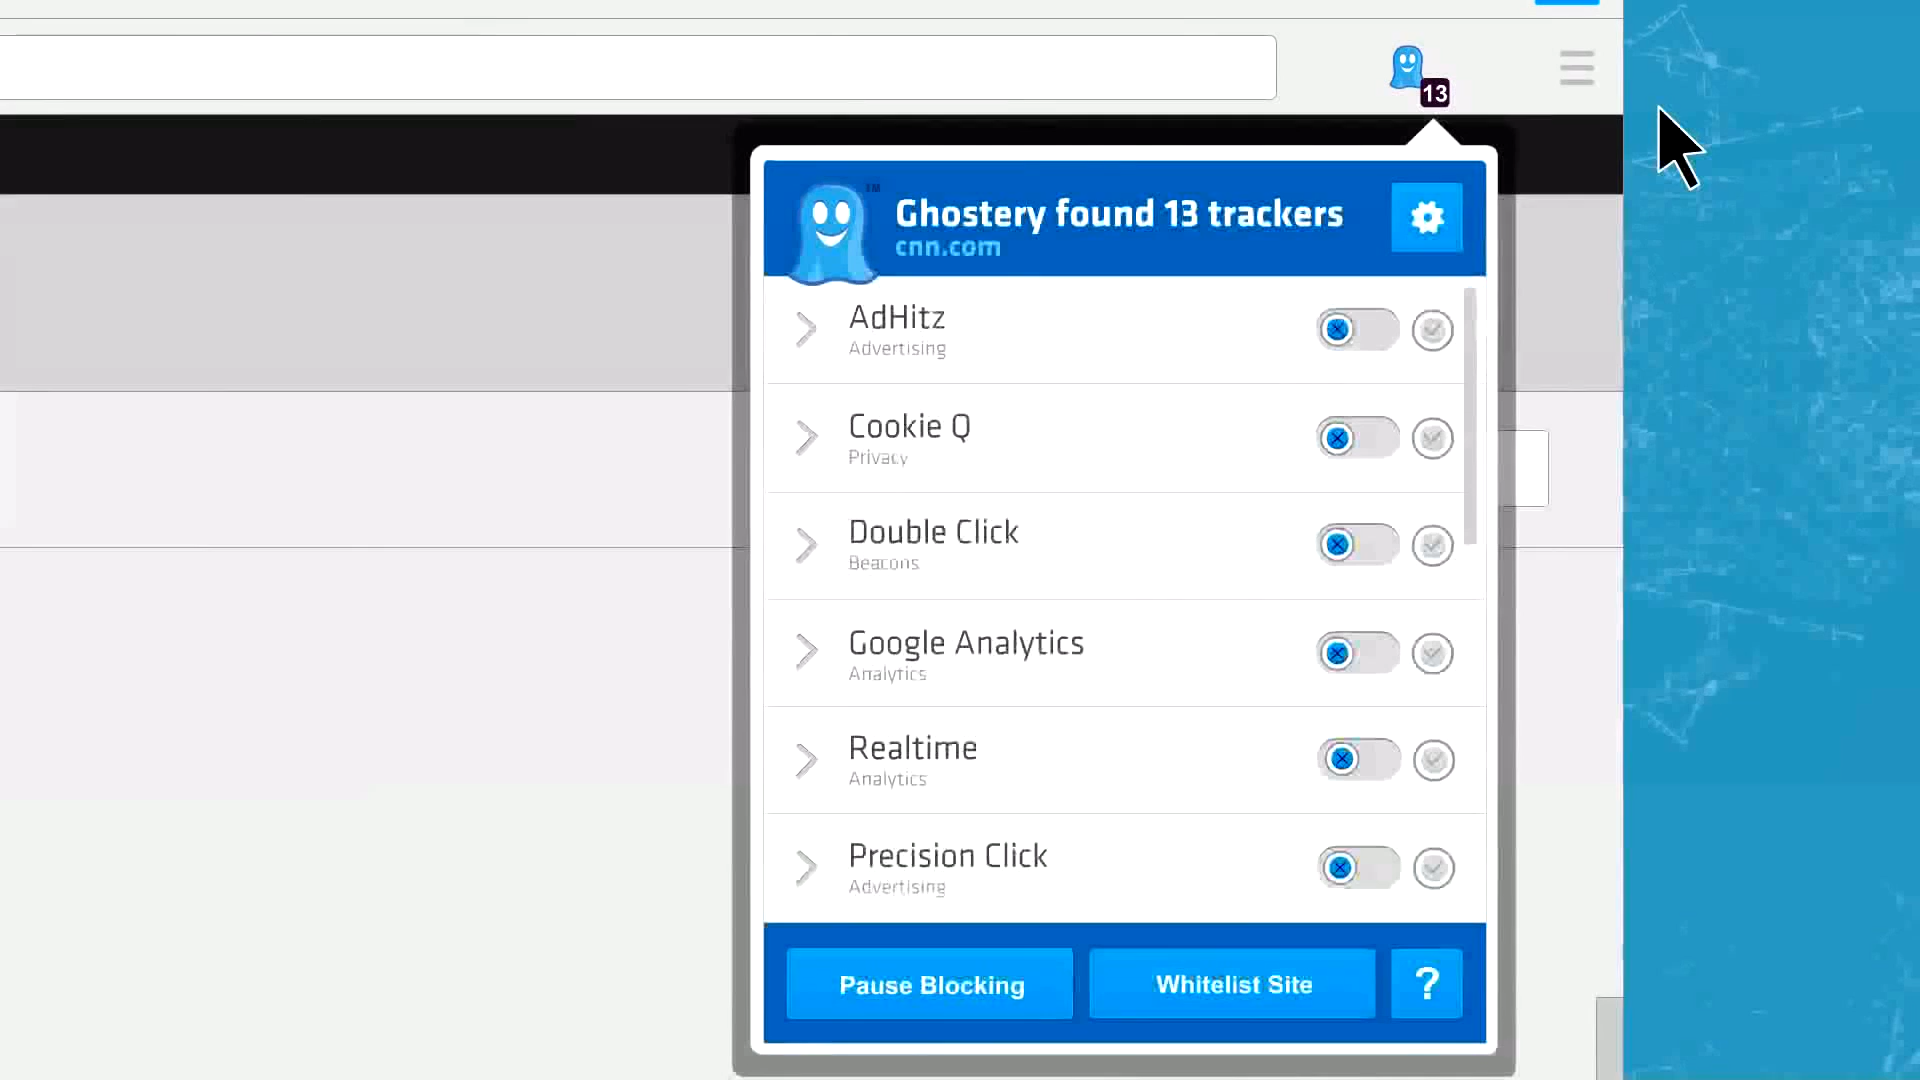 13
™
Ghostery found 13 trackers
cnn.com
AdHitz
Advertising
Cookie Q
Privacy
Double Click
Beacons
Google Analytics
Analytics
Realtime
Analytics
Precision Click
Advertising
Pause Blocking
Whitelist Site
?